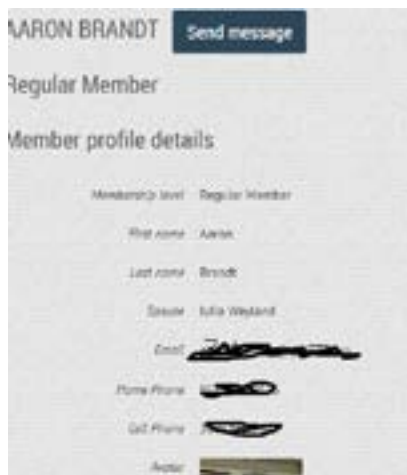 AARON BRANDT Send message
Regular Member
Member profile details
Membership level Regular Member
First name Aaron
Last name Brandt
Spouse Weyland
Email
Home Phone
Cell Phone
Avatar